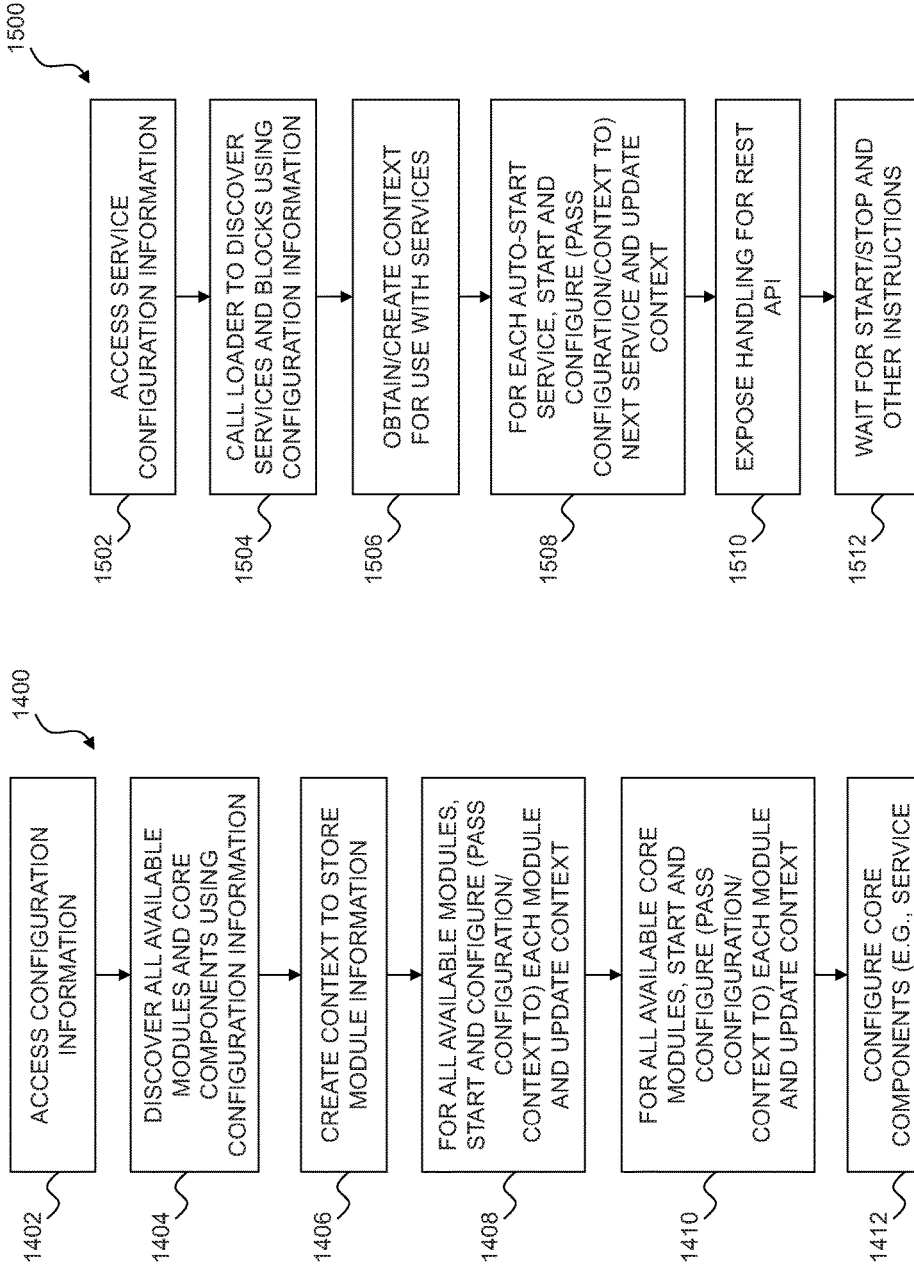 1400
1402
ACCESS CONFIGURATION
INFORMATION
1404
DISCOVER ALL AVAILABLE
MODULES AND CORE
COMPONENTS USING
CONFIGURATION INFORMATION
1406
CREATE CONTEXT TO STORE
MODULE INFORMATION
1408
FOR ALL AVAILABLE MODULES,
START AND CONFIGURE (PASS
CONFIGURATION/
CONTEXT TO) EACH MODULE
AND UPDATE CONTEXT
1410
FOR ALL AVAILABLE CORE
MODULES, START AND
CONFIGURE (PASS
CONFIGURATION/
CONTEXT TO) EACH MODULE
AND UPDATE CONTEXT
1412
CONFIGURE CORE
COMPONENTS (E.G., SERVICE
1500
1502
ACCESS SERVICE
CONFIGURATION INFORMATION
1504
CALL LOADER TO DISCOVER
SERVICES AND BLOCKS USING
CONFIGURATION INFORMATION
1506
OBTAIN/CREATE CONTEXT
FOR USE WITH SERVICES
1508
FOR EACH AUTO-START
SERVICE, START AND
CONFIGURE (PASS
CONFIGURATION/CONTEXT TO)
NEXT SERVICE AND UPDATE
CONTEXT
1510
EXPOSE HANDLING FOR REST
API
1512
WAIT FOR START/STOP AND
OTHER INSTRUCTIONS